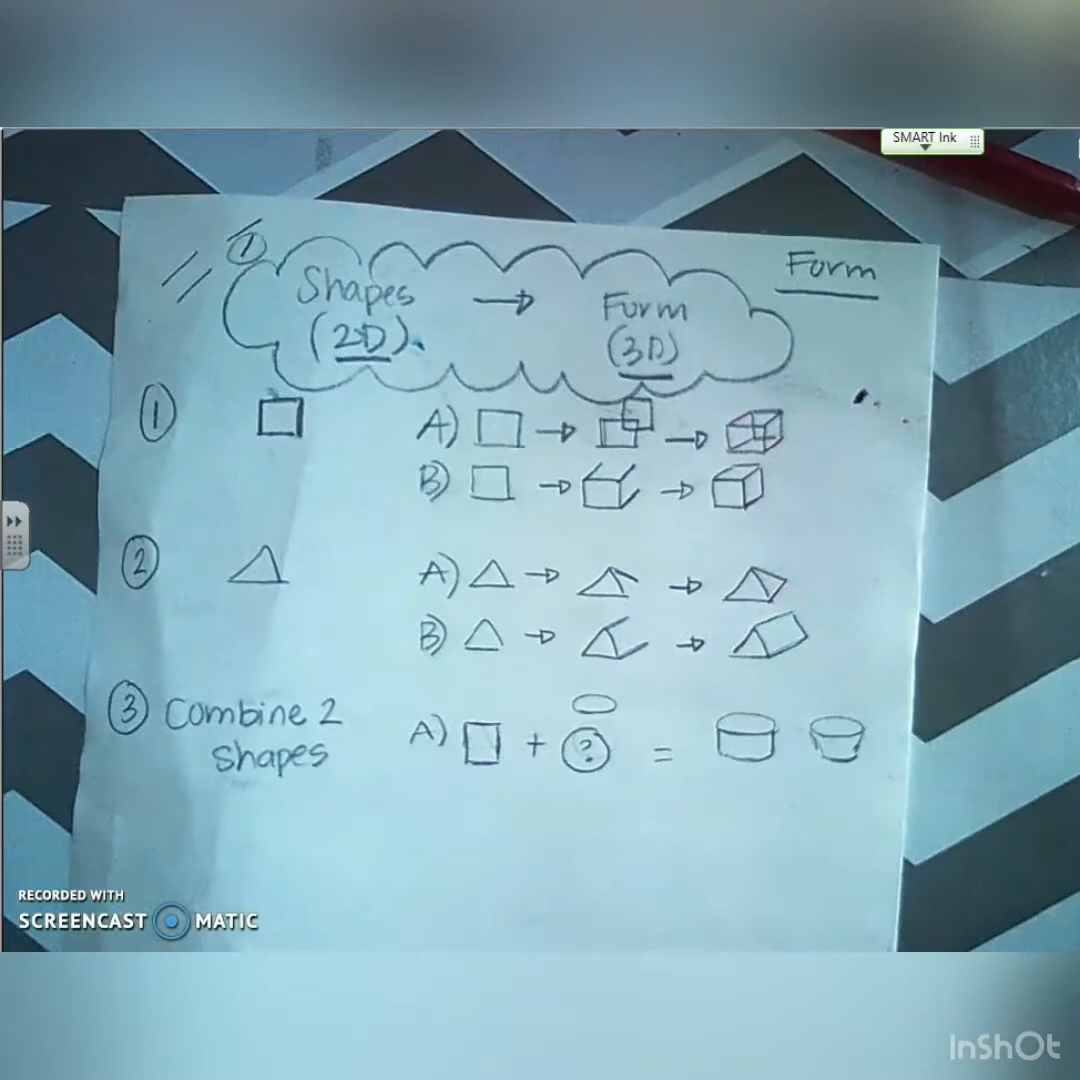 SMART Ink
Form
1
Shapes → Form
(2D). (3D)
1 A) → →
B) → →
2 A) → →
B) → →
3 Combine 2
shapes
A) + ? =
RECORDED WITH
SCREENCAST MATIC
InShOt